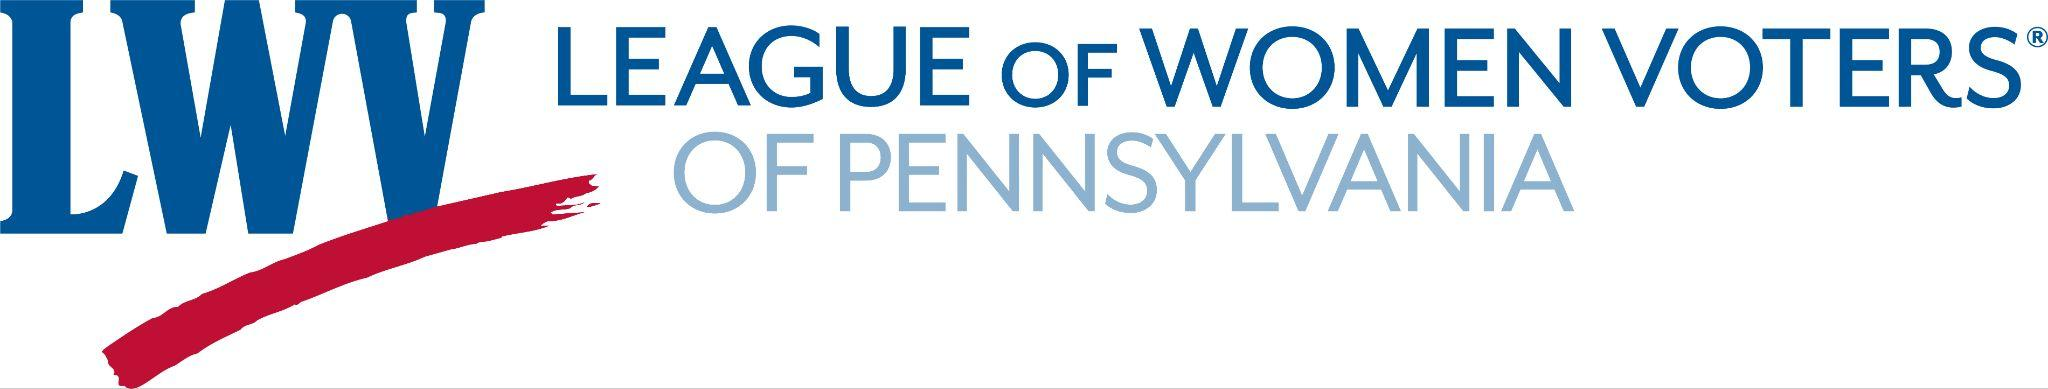 LWV
LEAGUE OF WOMEN VOTERS®
OF PENNSYLVANIA